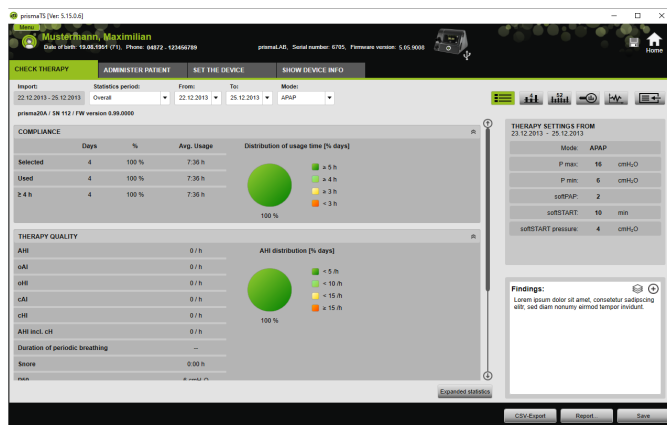 prismaTS [Ver: 5.15.0.6]
Menu
Mustermann, Maximilian
Date of birth: 19.08.1951 (71), Phone: 04872 - 123456789
prismaLAB, Serial number: 6705, Firmware version: 5.05.9008
Home
CHECK THERAPY ADMINISTER PATIENT SET THE DEVICE SHOW DEVICE INFO
Import: Statistics period: From: To: Mode:
22.12.2013 - 25.12.2013 Overall 22.12.2013 25.12.2013 APAP
prisma20A / SN 112 / FW version 0.99.0000
COMPLIANCE
Days % Avg. Usage Distribution of usage time [% days]
Selected 4 100 % 7:36 h
Used 4 100 % 7:36 h
≥ 4 h 4 100 % 7:36 h
≥ 5 h
≥ 4 h
≥ 3 h
< 3 h
100 %
THERAPY QUALITY
AHI 0 / h AHI distribution [% days]
oAI 0 / h
oHI 0 / h
cAI 0 / h
cHI 0 / h
AHI incl. cH 0 / h
Duration of periodic breathing --
Snore 0:00 h
< 5 /h
< 10 /h
< 15 /h
≥ 15 /h
100 %
Expanded statistics
THERAPY SETTINGS FROM
23.12.2013 - 25.12.2013
Mode: APAP
P max: 16 cmH₂O
P min: 6 cmH₂O
softPAP: 2
softSTART: 10 min
softSTART pressure: 4 cmH₂O
Findings:
Lorem ipsum dolor sit amet, consetetur sadipscing
elitr, sed diam nonumy eirmod tempor invidunt.
CSV-Export Report... Save